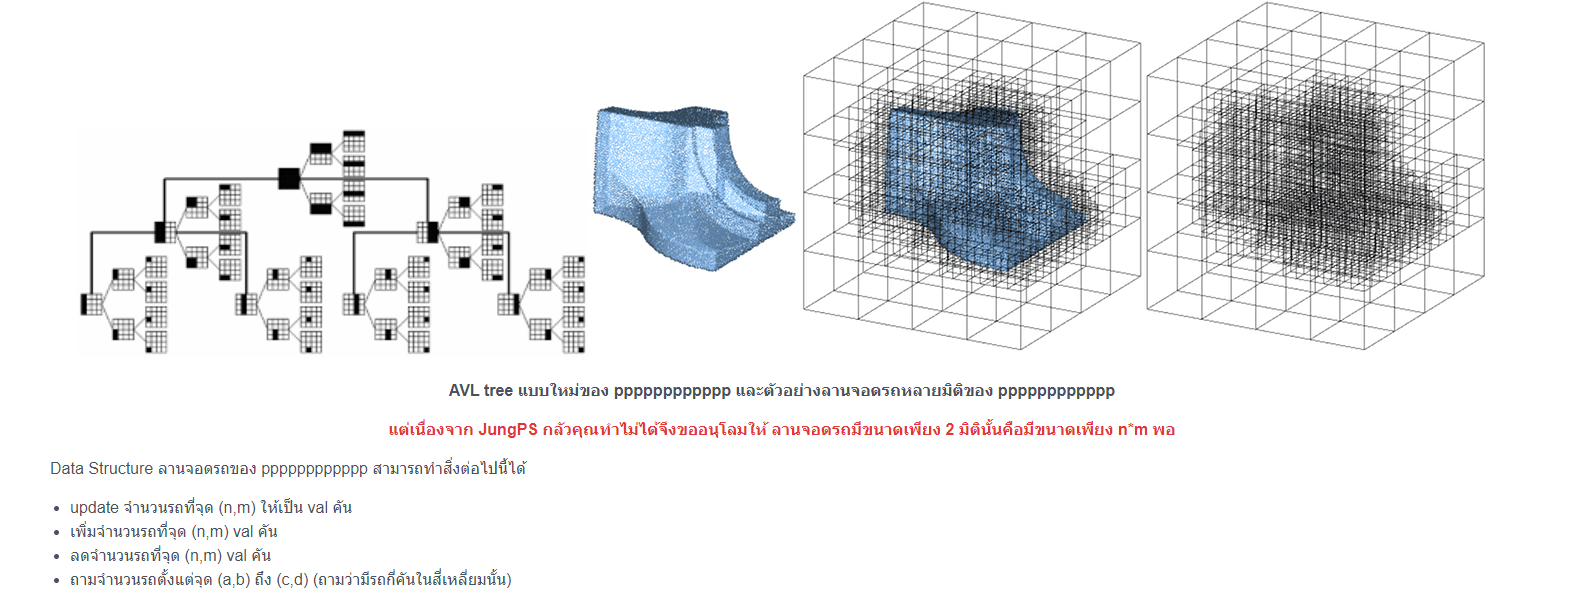 AVL tree แบบใหม่ของ pppppppppppp และตัวอย่างลานจอดรถหลายมิติของ pppppppppppp
แต่เนื่องจาก JungPS กลัวคุณทำไม่ได้จึงขออนุโลมให้ ลานจอดรถมีขนาดเพียง 2 มิตินั้นคือมีขนาดเพียง n*m พอ
Data Structure ลานจอดรถของ pppppppppppp สามารถทำสิ่งต่อไปนี้ได้
• update จำนวนรถที่จุด (n,m) ให้เป็น val คัน
• เพิ่มจำนวนรถที่จุด (n,m) val คัน
• ลดจำนวนรถที่จุด (n,m) val คัน
• ถามจำนวนรถตั้งแต่จุด (a,b) ถึง (c,d) (ถามว่ามีรถกี่คันในสี่เหลี่ยมนั้น)